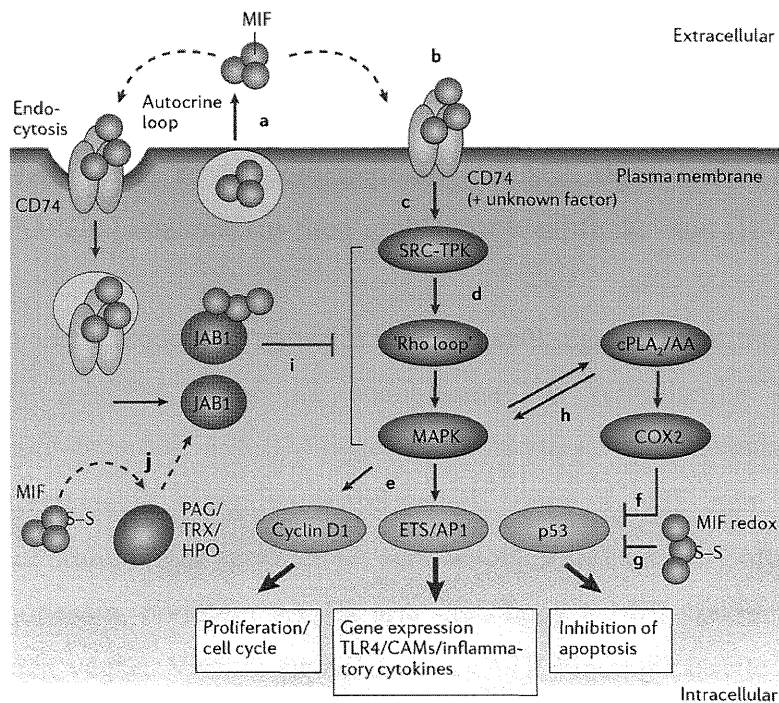 MIF
Extracellular
b
Endo-
cytosis
Autocrine
loop
a
CD74
CD74
(+ unknown factor)
Plasma membrane
c
SRC-TPK
d
JAB1
i
'Rho loop'
cPLA₂/AA
JAB1
h
MAPK
COX2
j
e
f
MIF
S–S
PAG/
TRX/
HPO
Cyclin D1
ETS/AP1
p53
MIF redox
g
S–S
Proliferation/
cell cycle
Gene expression
TLR4/CAMs/inflamma-
tory cytokines
Inhibition of
apoptosis
Intracellular